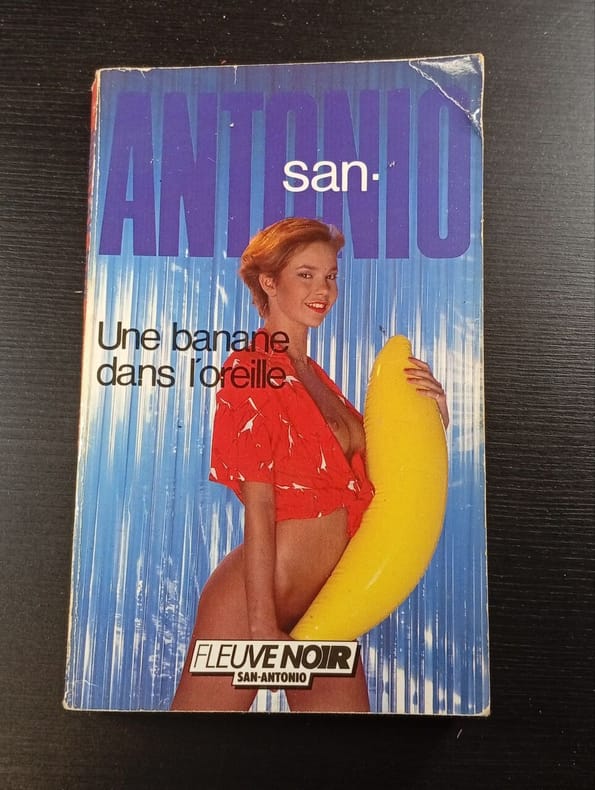 san·
ANTONIO
Une banane
dans l'oreille
FLEUVE NOIR
SAN-ANTONIO